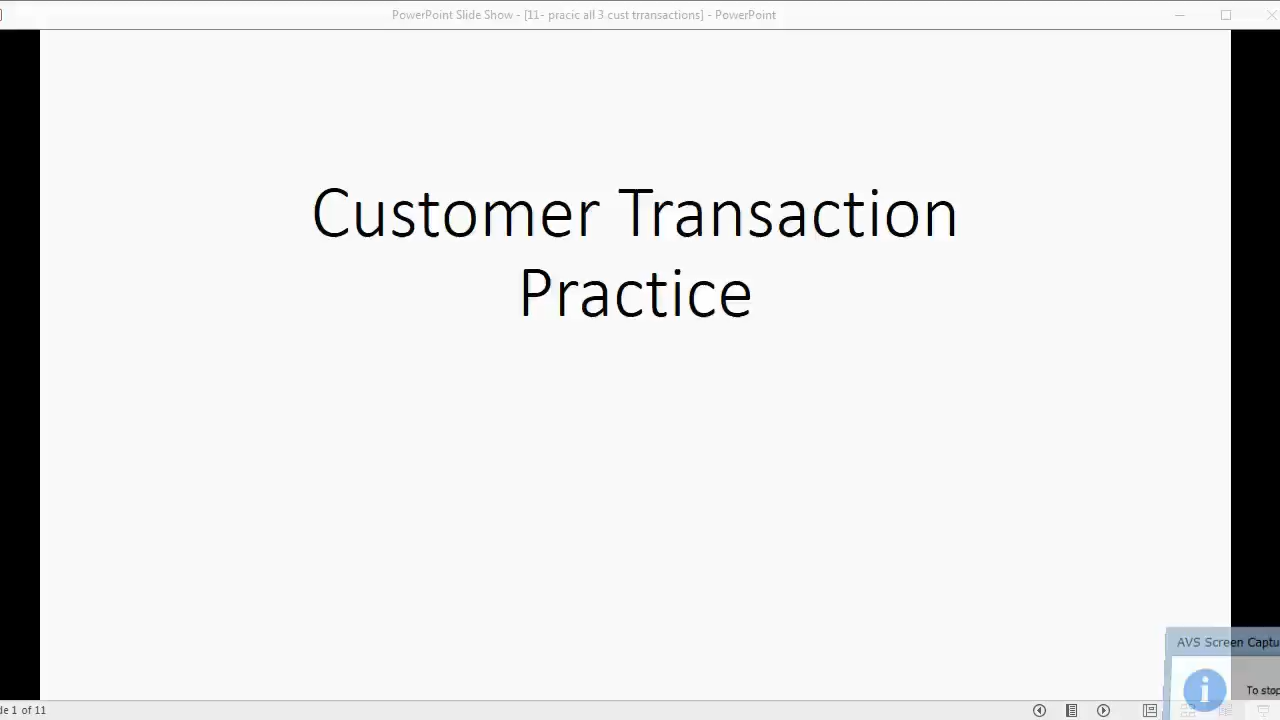 PowerPoint Slide Show - [11- pracic all 3 cust trransactions] - PowerPoint
Customer Transaction
Practice
AVS Screen Captu
To stop
de 1 of 11